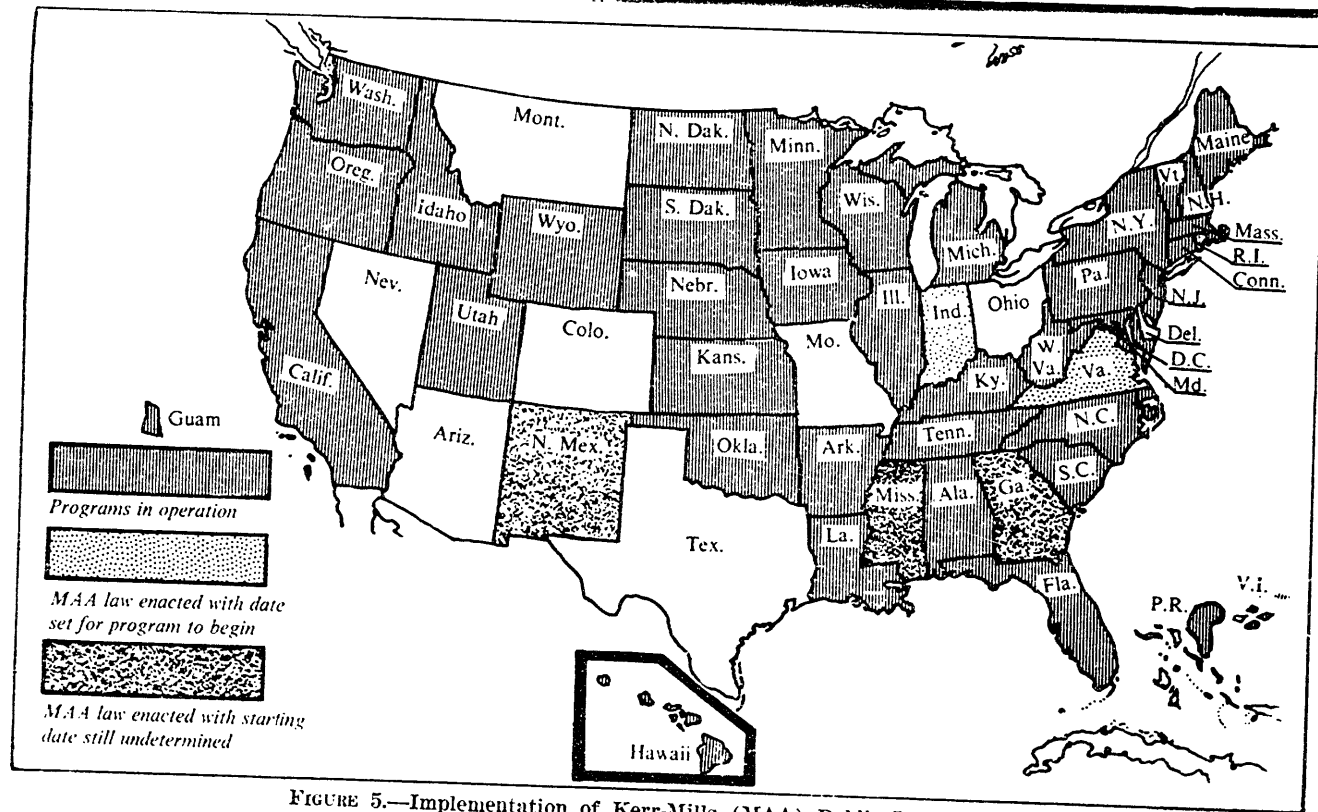 Wash.
Mont.
N. Dak.
Minn.
Maine
Oreg.
Idaho
Wyo.
S. Dak.
Wis.
Mich.
Vt.
N.H.
N.Y.
Mass.
R.I.
Conn.
Nev.
Utah
Colo.
Nebr.
Iowa
Ill.
Ind.
Ohio
Pa.
N.J.
Del.
D.C.
Md.
Calif.
Kans.
Mo.
Ky.
W
Va.
Va.
Guam
Ariz.
N. Mex.
Okla.
Ark.
Tenn.
N.C.
S.C.
Miss.
Ala.
Ga.
Tex.
La.
Fla.
P.R.
V.I.
Hawaii
Programs in operation
MAA law enacted with date
set for program to begin
MAA law enacted with starting
date still undetermined
FIGURE 5.—Implementation of Kerr-Mills (MAA)